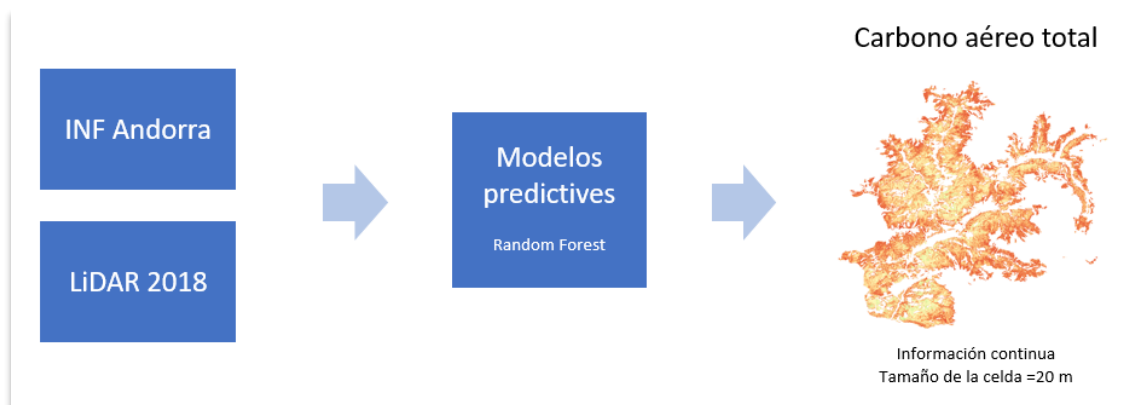 INF Andorra
LiDAR 2018
Modelos
predictives
Random Forest
Carbono aéreo total
Información continua
Tamaño de la celda =20 m